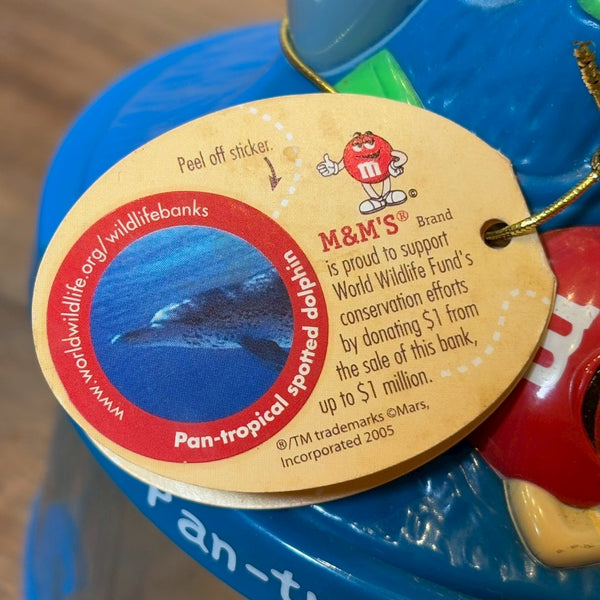 Peel off sticker.
www.worldwildlife.org/wildlifebanks
Pan-tropical spotted dolphin
m
©
M&M'S® Brand
is proud to support
World Wildlife Fund's
conservation efforts
by donating $1 from
the sale of this bank,
up to $1 million.
®/TM trademarks ©Mars,
Incorporated 2005
m
Pan-t